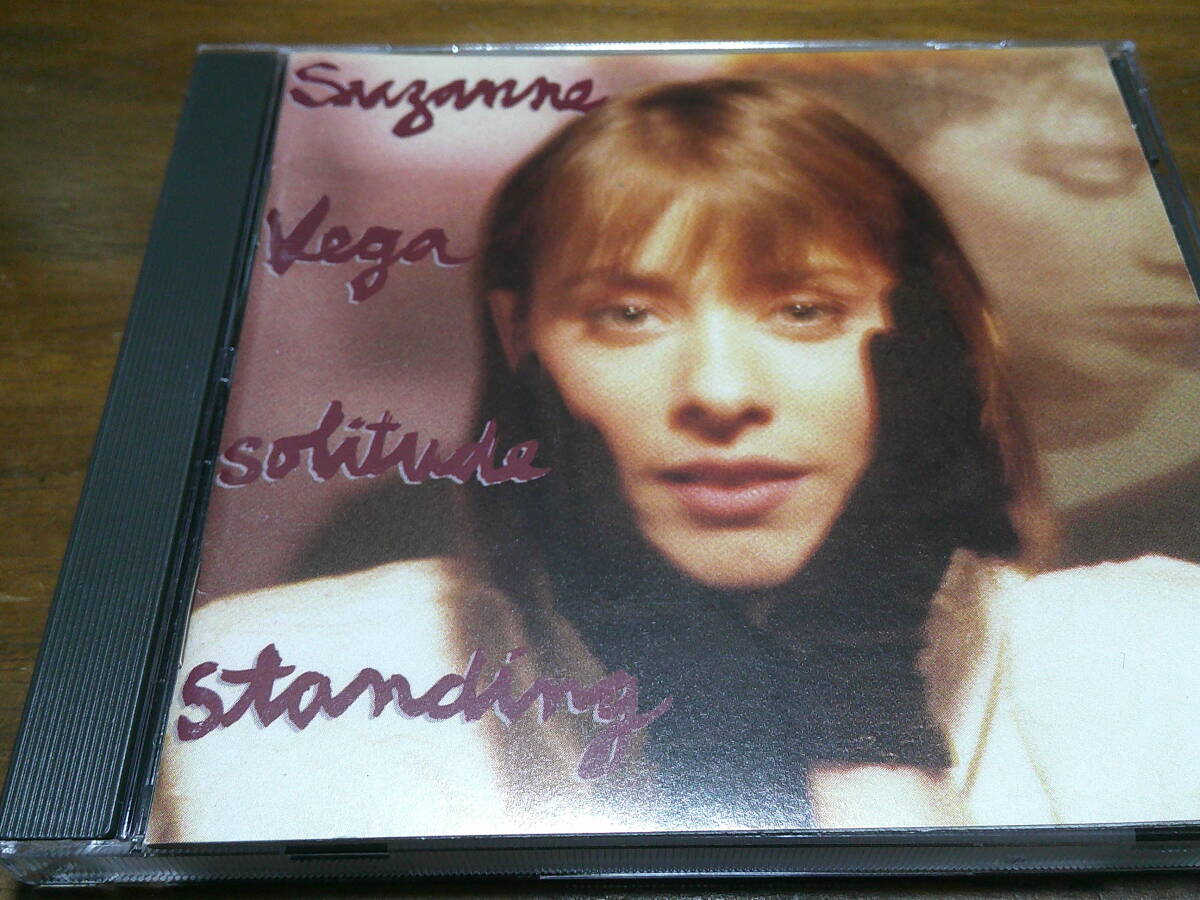 Suzanne
Vega
solitude
standing